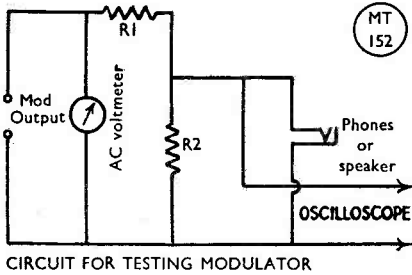 R1
MT
152
Mod
Output
AC voltmeter
R2
Phones
or
speaker
OSCILLOSCOPE
CIRCUIT FOR TESTING MODULATOR